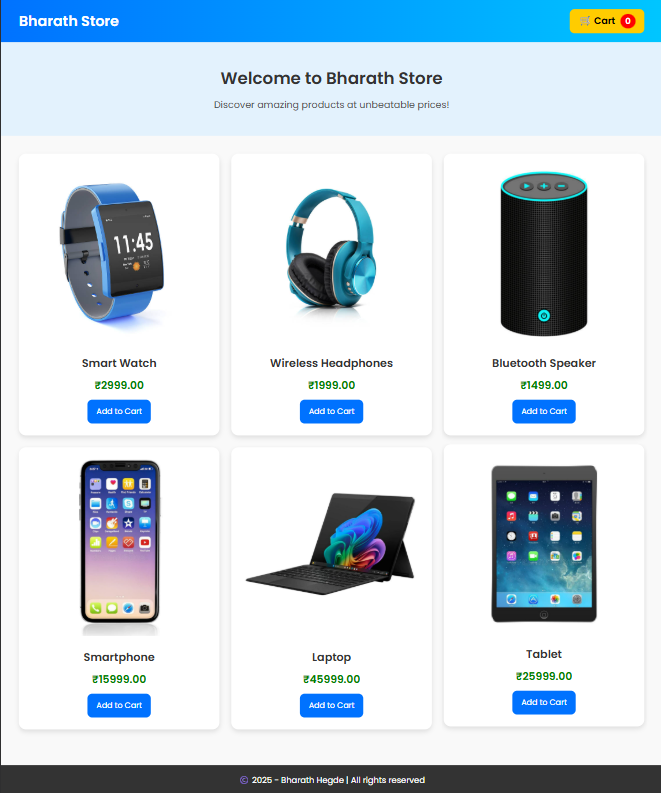 Bharath Store
🛒 Cart 0
Welcome to Bharath Store
Discover amazing products at unbeatable prices!
11:45
Smart Watch
₹2999.00
Add to Cart
Wireless Headphones
₹1999.00
Add to Cart
Bluetooth Speaker
₹1499.00
Add to Cart
Smartphone
₹15999.00
Add to Cart
Laptop
₹45999.00
Add to Cart
Tablet
₹25999.00
Add to Cart
© 2025 - Bharath Hegde | All rights reserved